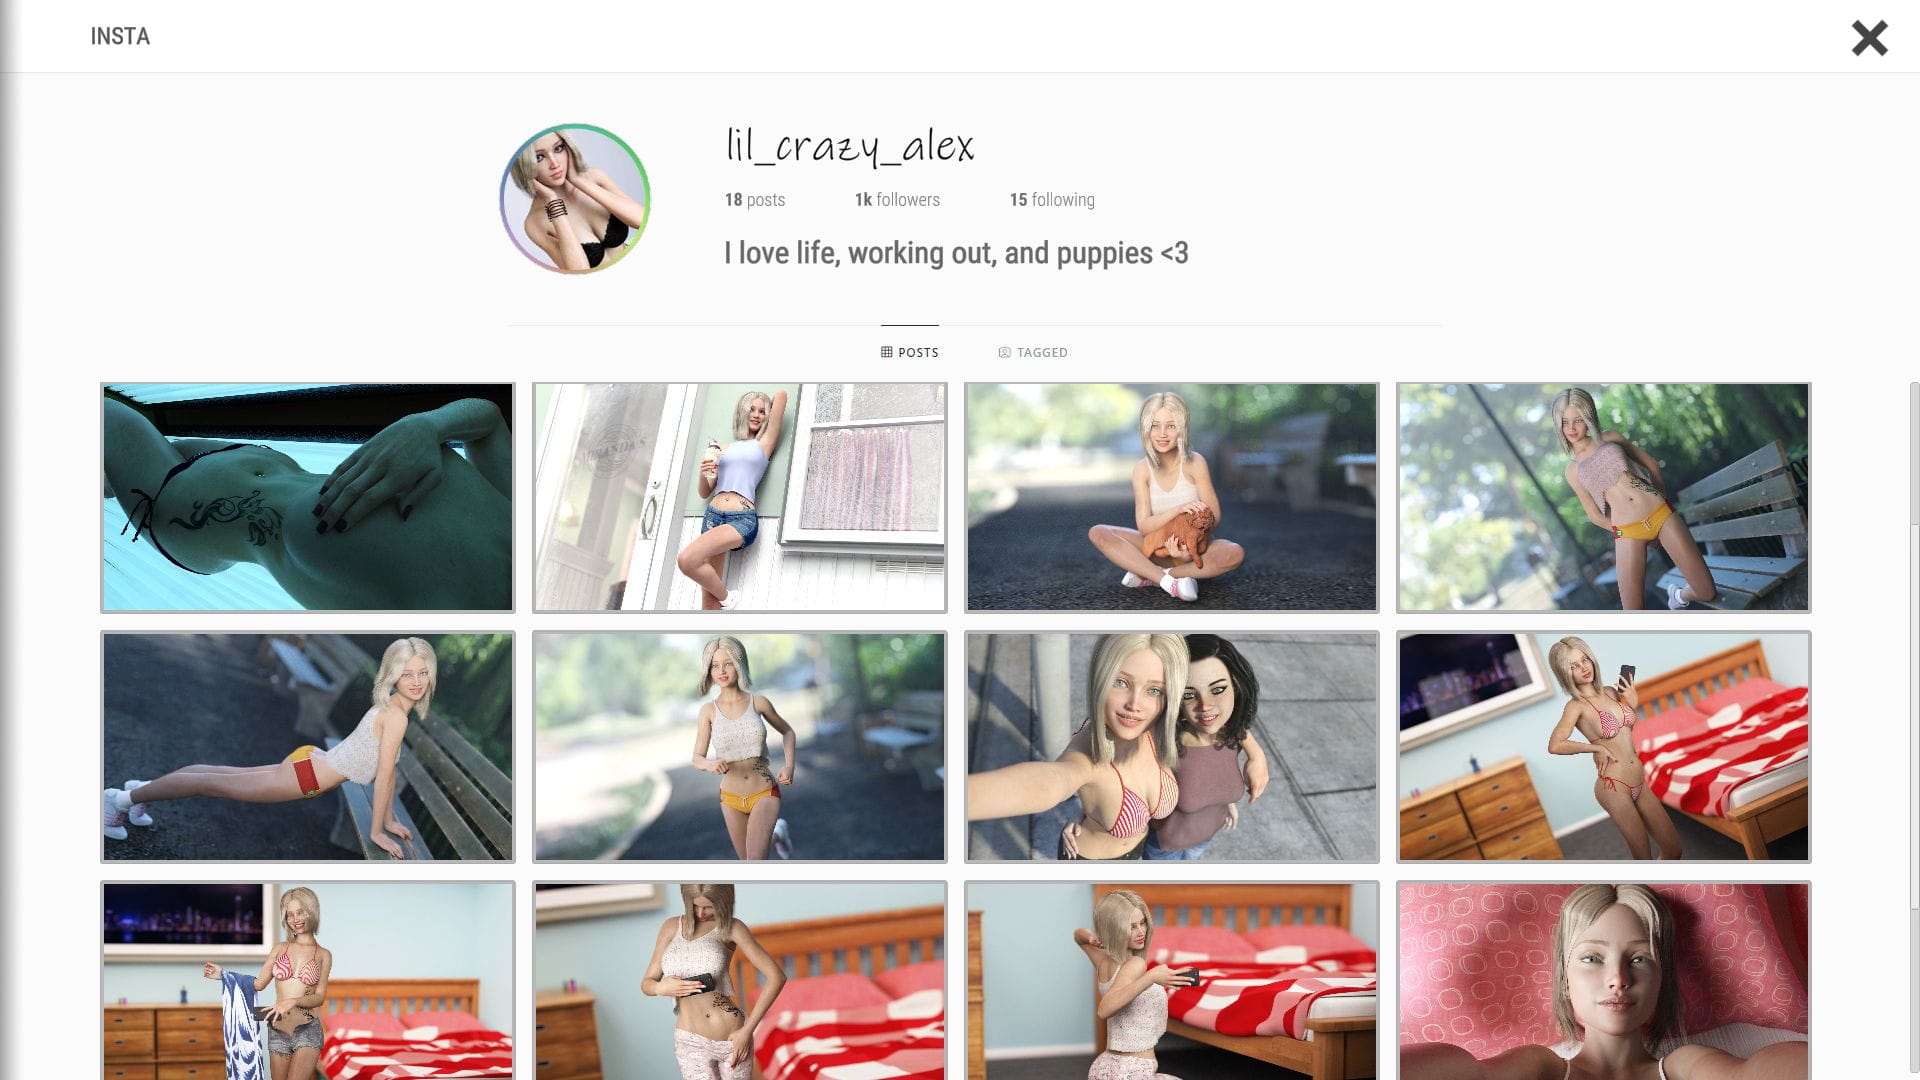 INSTA
lil_crazy_alex
18 posts 1k followers 15 following
I love life, working out, and puppies <3
POSTS TAGGED